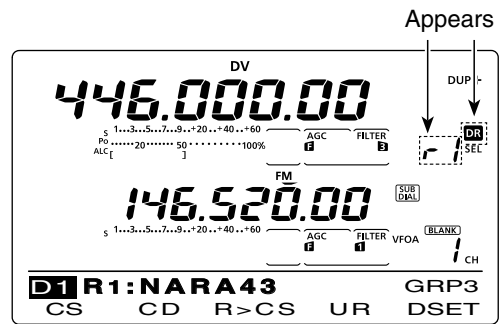 Appears
DV
446.000.00 DUP+
S 1...3...5...7...9..+20..+40..+60 AGC FILTER DR
Po ......20......50.........100% F 3 r-1 SEL
ALC[ ]
FM
146.520.00 SUB DIAL
S 1...3...5...7...9..+20..+40..+60 AGC FILTER VFOA BLANK
F 1 1 CH
D1 R1:NARA43 GRP3
CS CD R>CS UR DSET